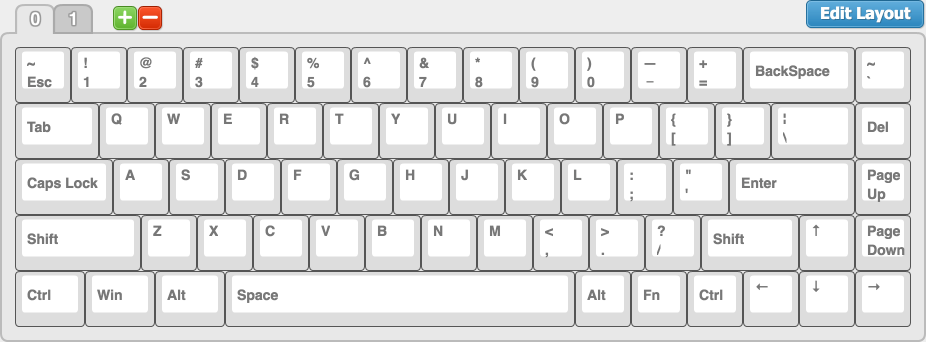 0 1 + − Edit Layout
~ ! @ # $ % ^ & * ( ) — + BackSpace ~
Esc 1 2 3 4 5 6 7 8 9 0 - = `
Tab Q W E R T Y U I O P { } ¦ Del
[ ] \
Caps Lock A S D F G H J K L : " Enter Page
; ' Up
Shift Z X C V B N M < > ? Shift ↑ Page
, . / Down
Ctrl Win Alt Space Alt Fn Ctrl ← ↓ →